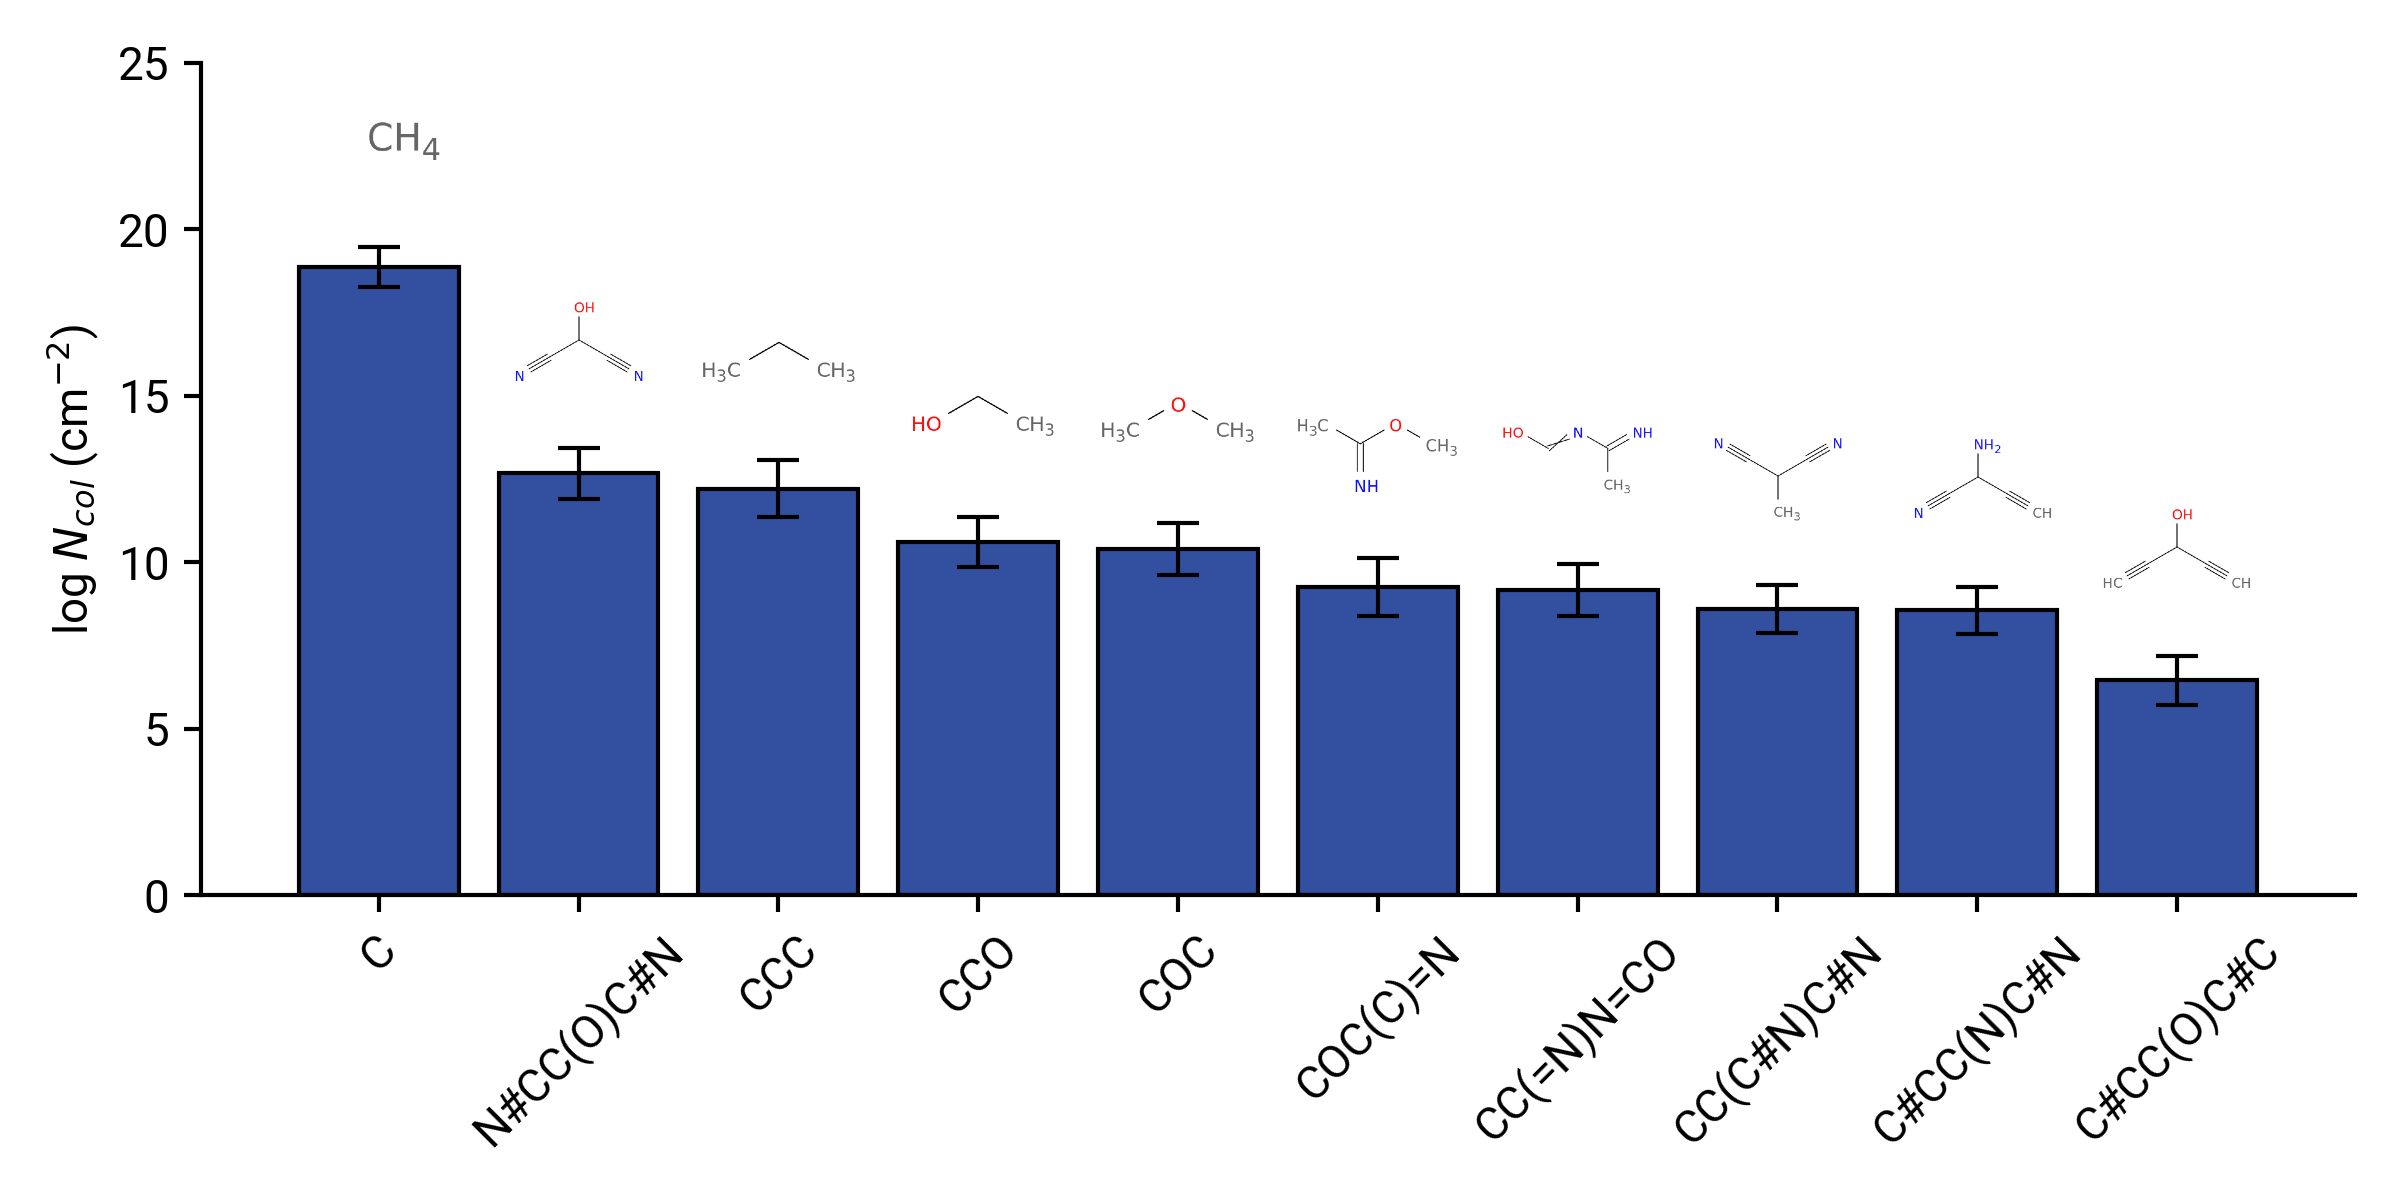 25
20
15
10
5
0
log N_col (cm⁻²)
CH₄
OH
N N
H₃C CH₃
HO CH₃
H₃C O CH₃
H₃C O CH₃
NH
HO N NH
CH₃
N N
CH₃
NH₂
N CH
OH
HC CH
C
N#CC(O)C#N
CCC
CCO
COC
COC(C)=N
CC(=N)N=CO
CC(C#N)C#N
C#CC(N)C#N
C#CC(O)C#C